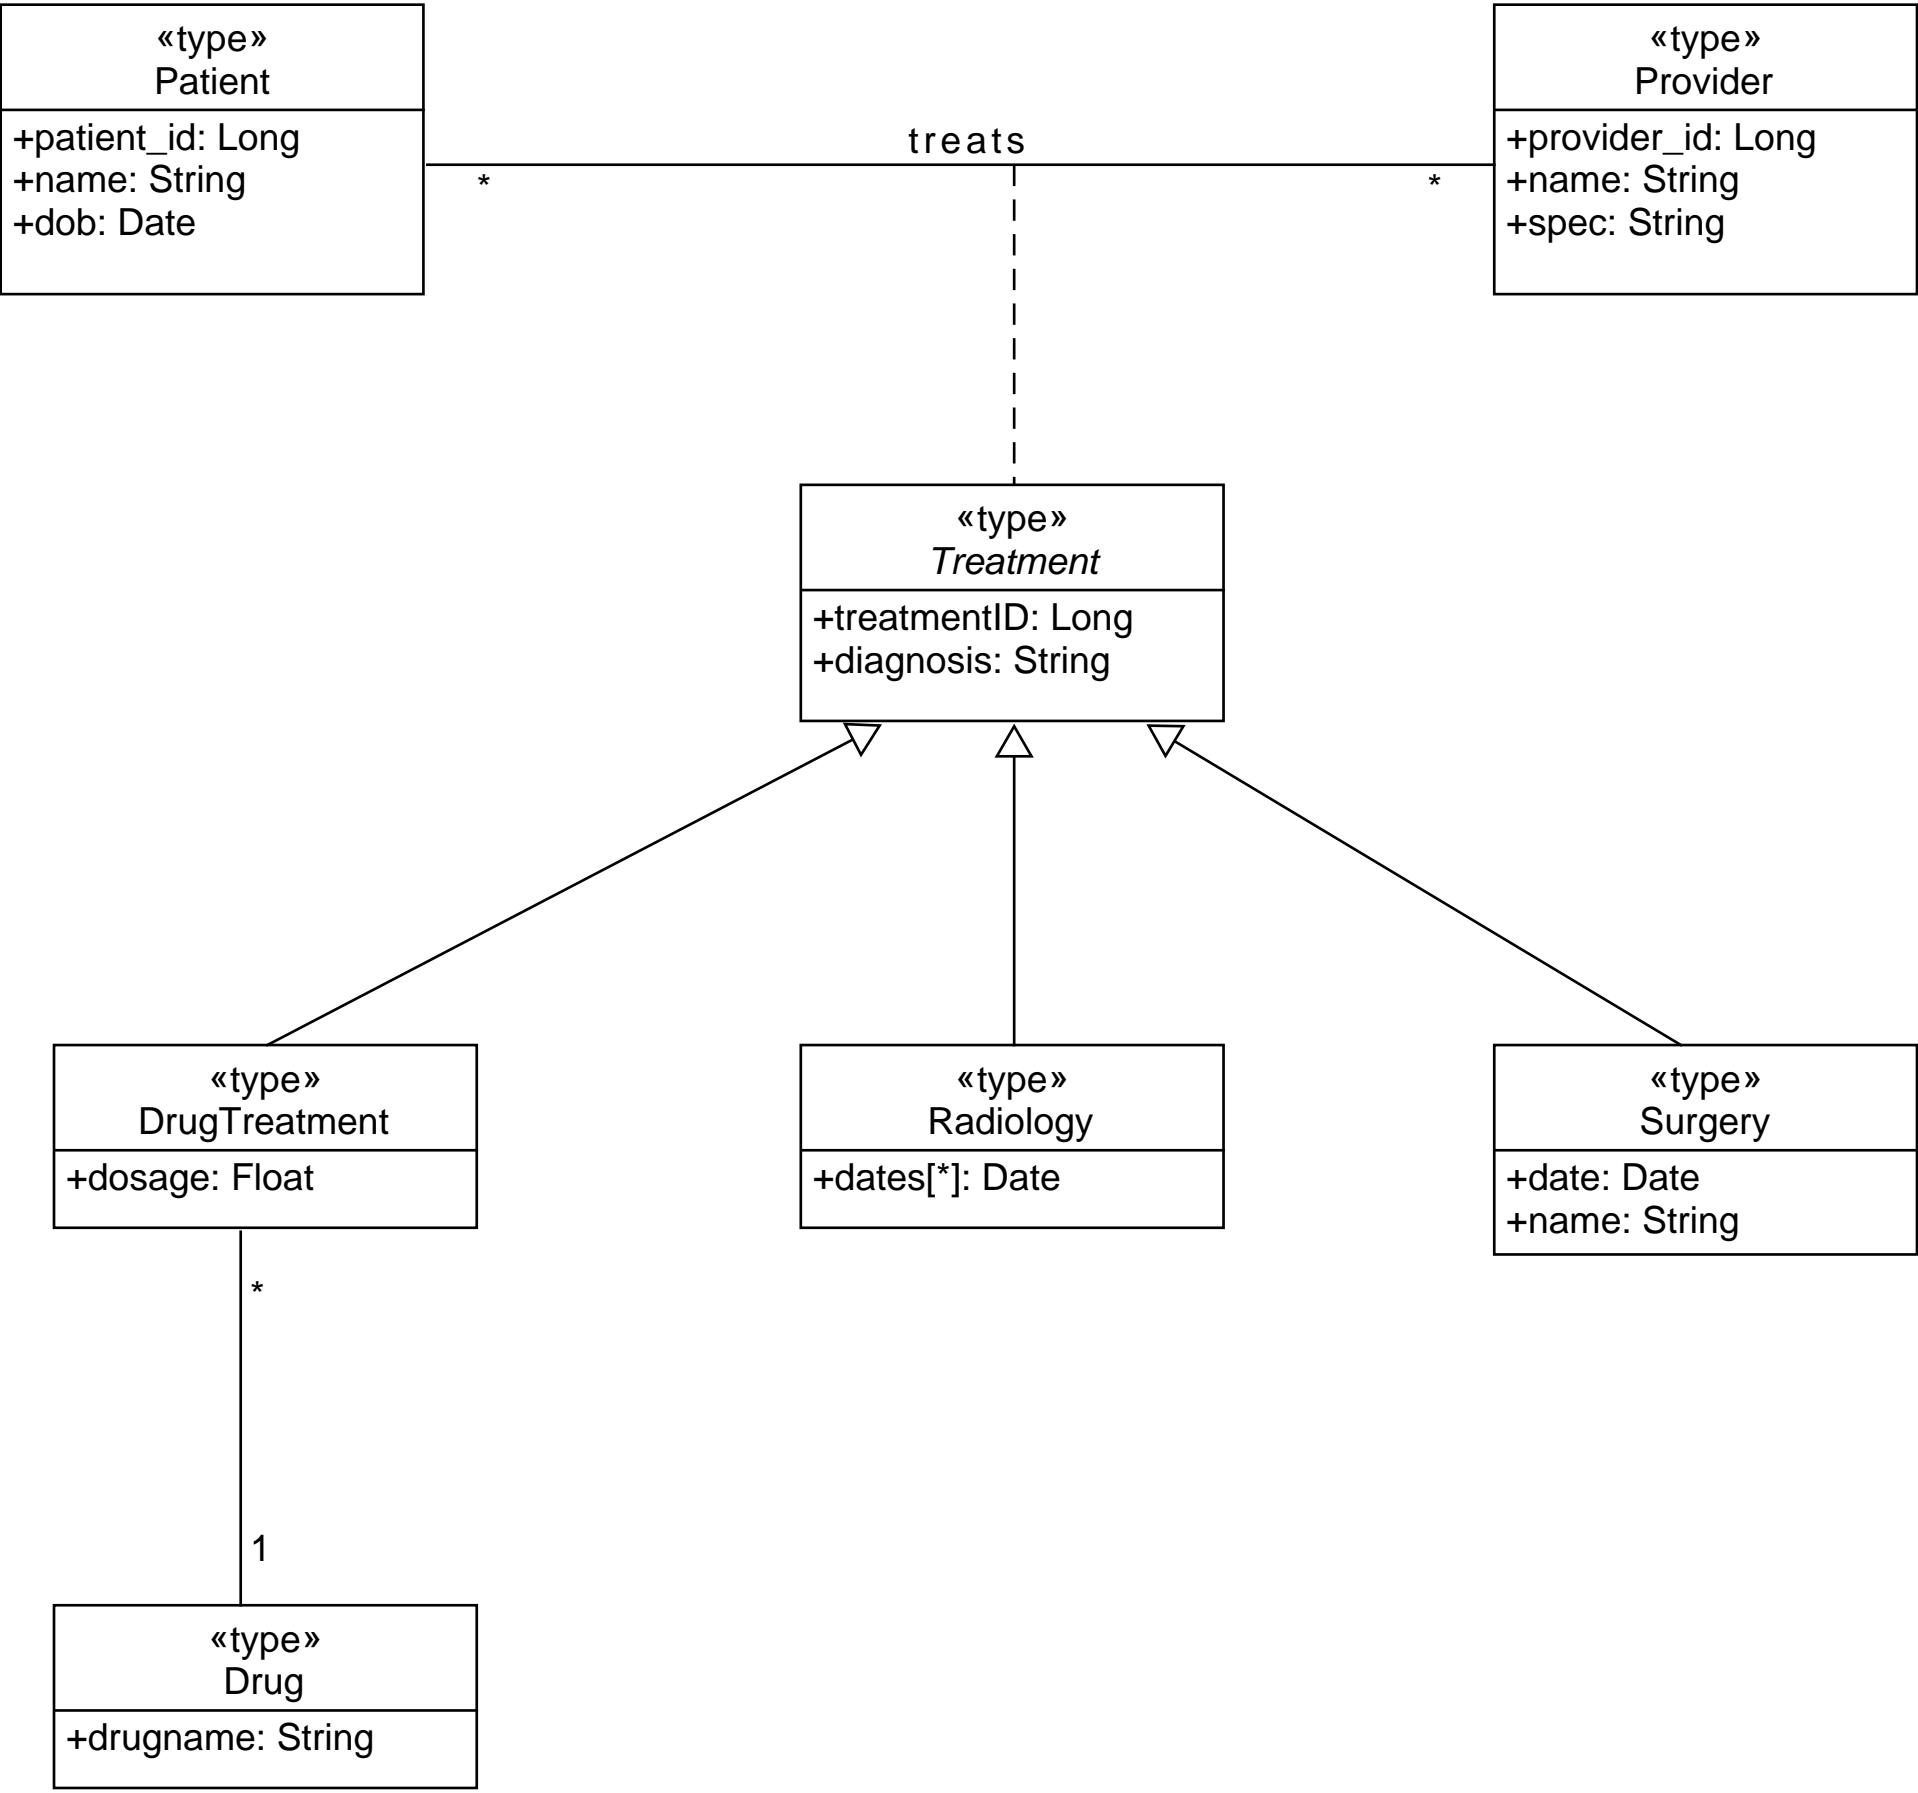 «type»
Patient
+patient_id: Long
+name: String
+dob: Date
treats
*
*
«type»
Provider
+provider_id: Long
+name: String
+spec: String
«type»
Treatment
+treatmentID: Long
+diagnosis: String
«type»
DrugTreatment
+dosage: Float
«type»
Radiology
+dates[*]: Date
«type»
Surgery
+date: Date
+name: String
*
1
«type»
Drug
+drugname: String